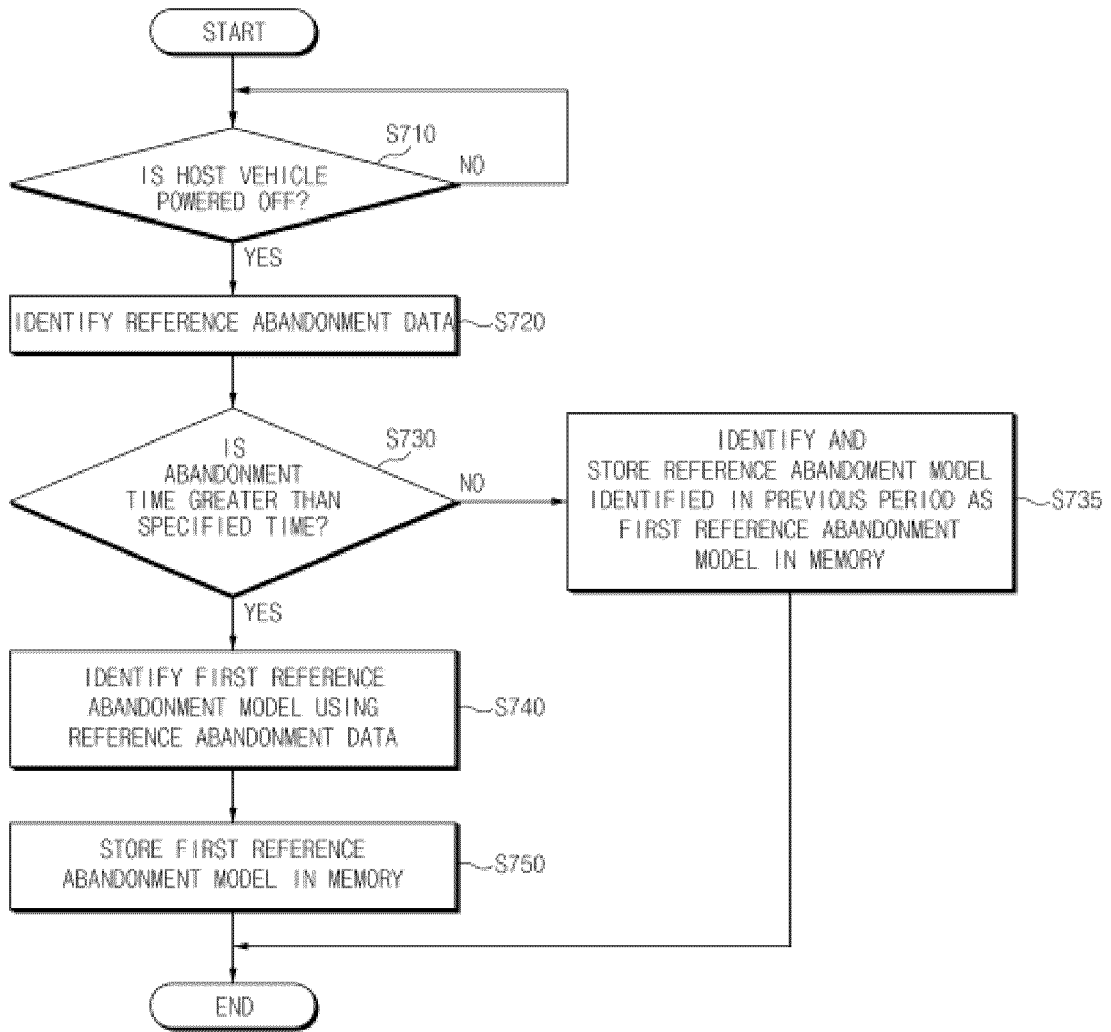 START
S710
IS HOST VEHICLE
POWERED OFF?
NO
YES
IDENTIFY REFERENCE ABANDONMENT DATA
S720
S730
IS
ABANDONMENT
TIME GREATER THAN
SPECIFIED TIME?
NO
IDENTIFY AND
STORE REFERENCE ABANDOMENT MODEL
IDENTIFIED IN PREVIOUS PERIOD AS
FIRST REFERENCE ABANDONMENT
MODEL IN MEMORY
S735
YES
IDENTIFY FIRST REFERENCE
ABANDONMENT MODEL USING
REFERENCE ABANDONMENT DATA
S740
STORE FIRST REFERENCE
ABANDONMENT MODEL IN MEMORY
S750
END